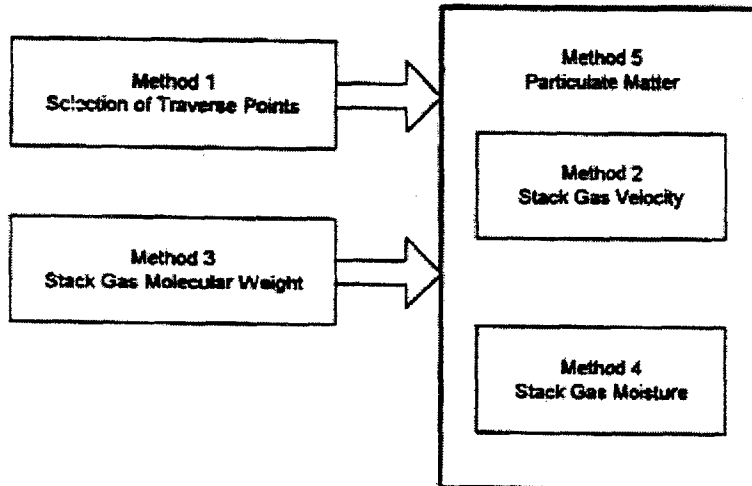 Method 1
Selection of Traverse Points
Method 3
Stack Gas Molecular Weight
Method 5
Particulate Matter
Method 2
Stack Gas Velocity
Method 4
Stack Gas Moisture